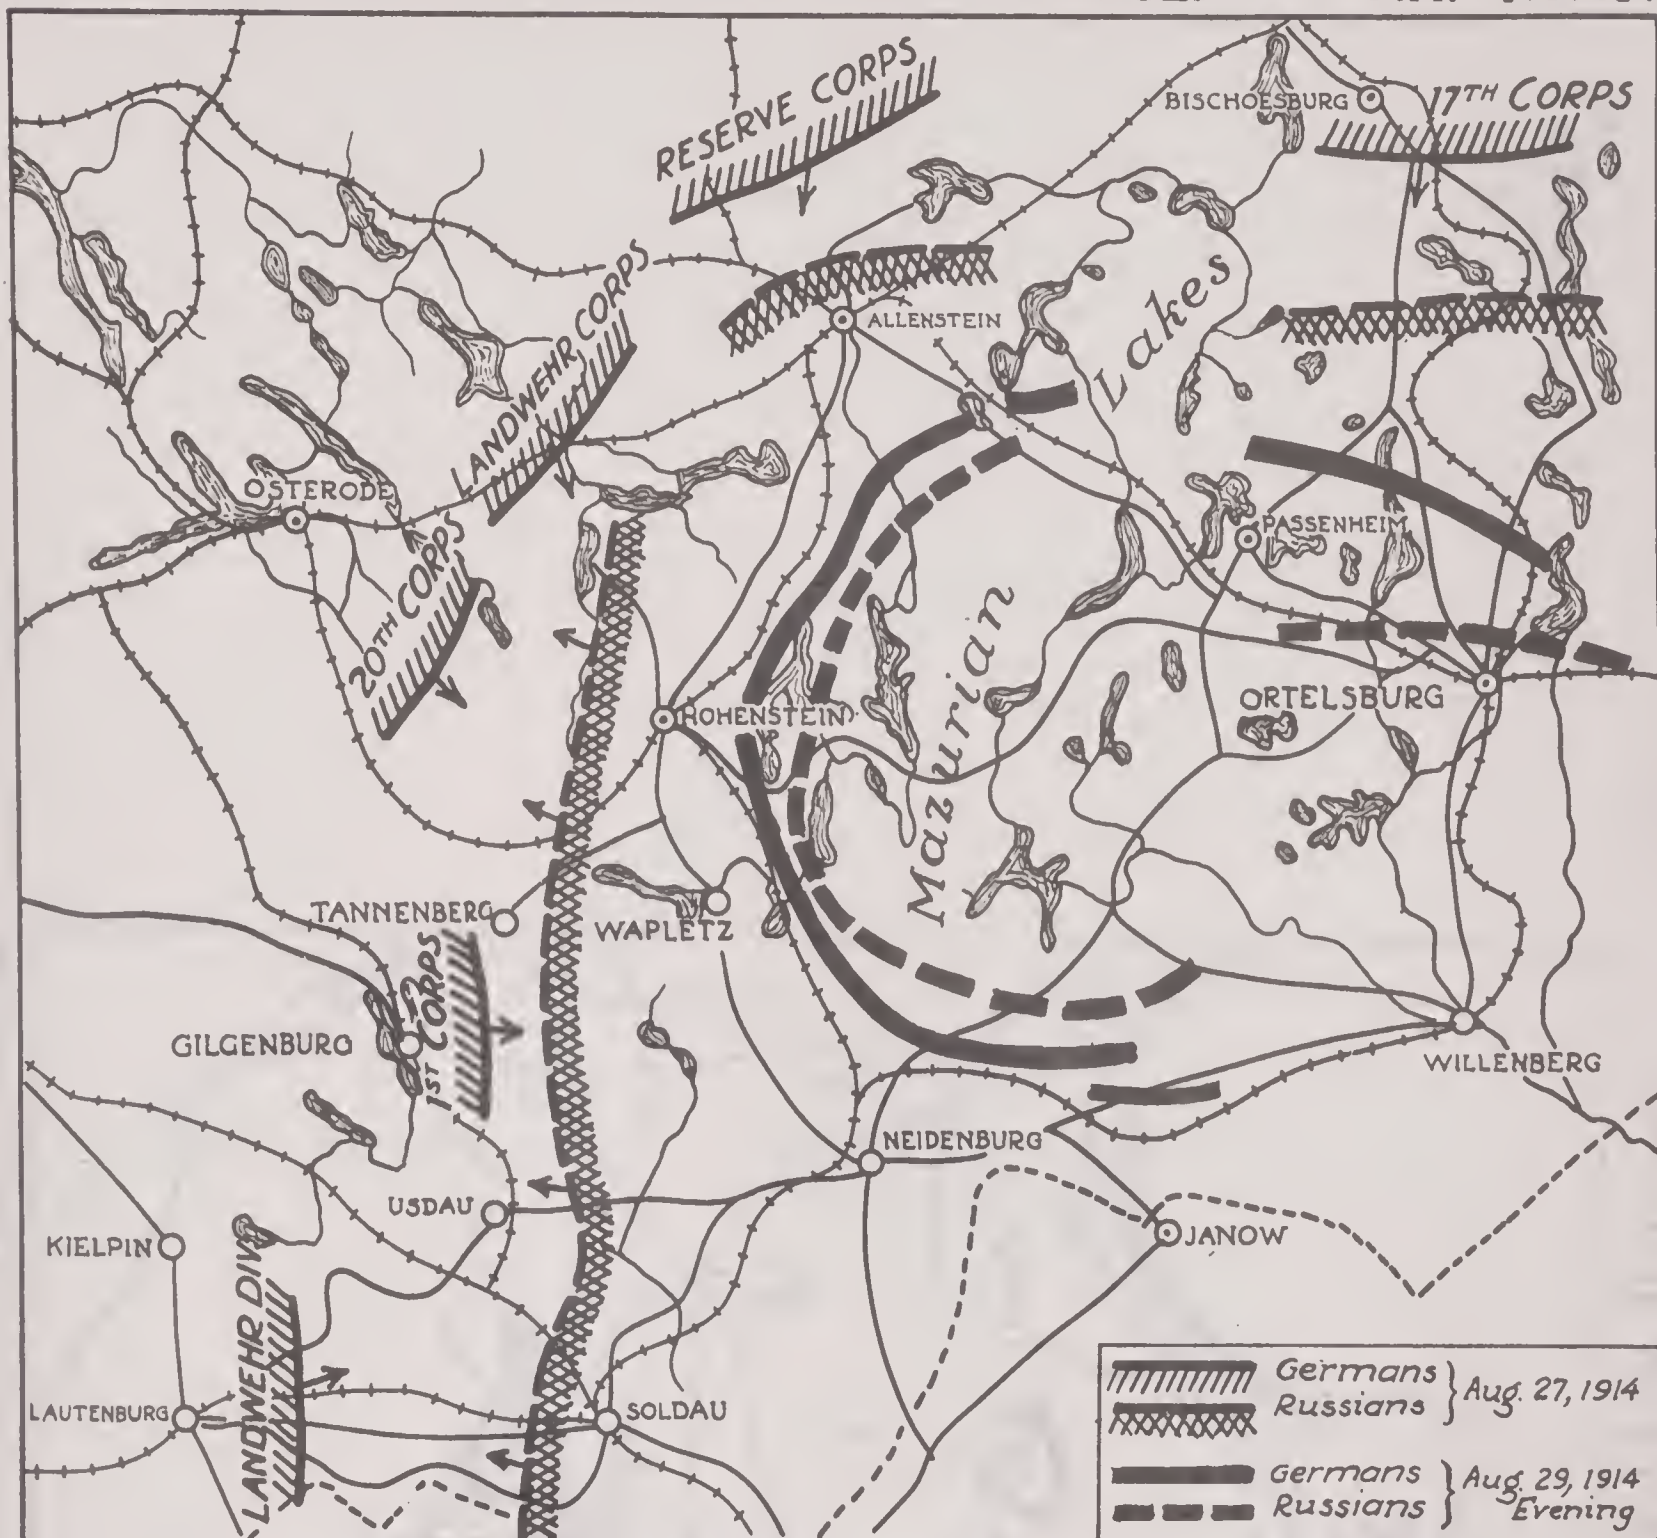 RESERVE CORPS
BISCHOESBURG
17TH CORPS
LANDWEHR CORPS
ALLENSTEIN
Lakes
OSTERODE
20TH CORPS
PASSENHEIM
HOHENSTEIN
Mazurian
ORTELSBURG
TANNENBERG
WAPLETZ
1ST CORPS
GILGENBURG
WILLENBERG
NEIDENBURG
USDAU
KIELPIN
JANOW
LANDWEHR DIV.
LAUTENBURG
SOLDAU
Germans
Russians
Aug. 27, 1914
Germans
Russians
Aug. 29, 1914
Evening